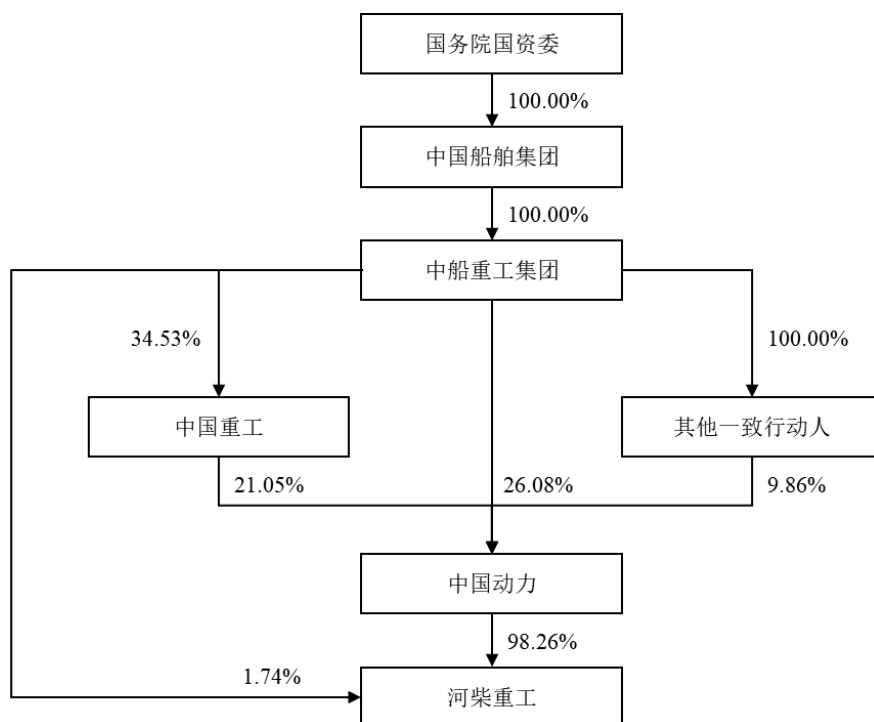 国务院国资委
100.00%
中国船舶集团
100.00%
中船重工集团
34.53%
100.00%
中国重工
其他一致行动人
21.05%
26.08%
9.86%
中国动力
98.26%
1.74%
河柴重工